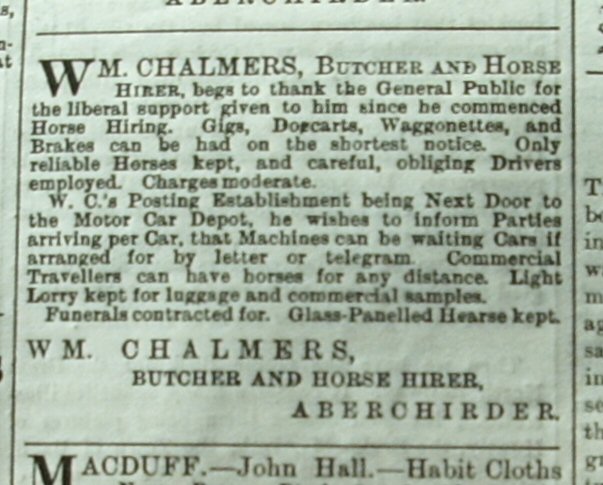 ABERCHIRDER.
WM. CHALMERS, BUTCHER AND HORSE
HIRER, begs to thank the General Public for
the liberal support given to him since he commenced
Horse Hiring. Gigs, Dogcarts, Waggonettes, and
Brakes can be had on the shortest notice. Only
reliable Horses kept, and careful, obliging Drivers
employed. Charges moderate.
W. C.'s Posting Establishment being Next Door to
the Motor Car Depot, he wishes to inform Parties
arriving per Car, that Machines can be waiting Cars if
arranged for by letter or telegram. Commercial
Travellers can have horses for any distance. Light
Lorry kept for luggage and commercial samples.
Funerals contracted for. Glass-Panelled Hearse kept.
WM. CHALMERS,
BUTCHER AND HORSE HIRER,
ABERCHIRDER.
MACDUFF.—John Hall.—Habit Cloths